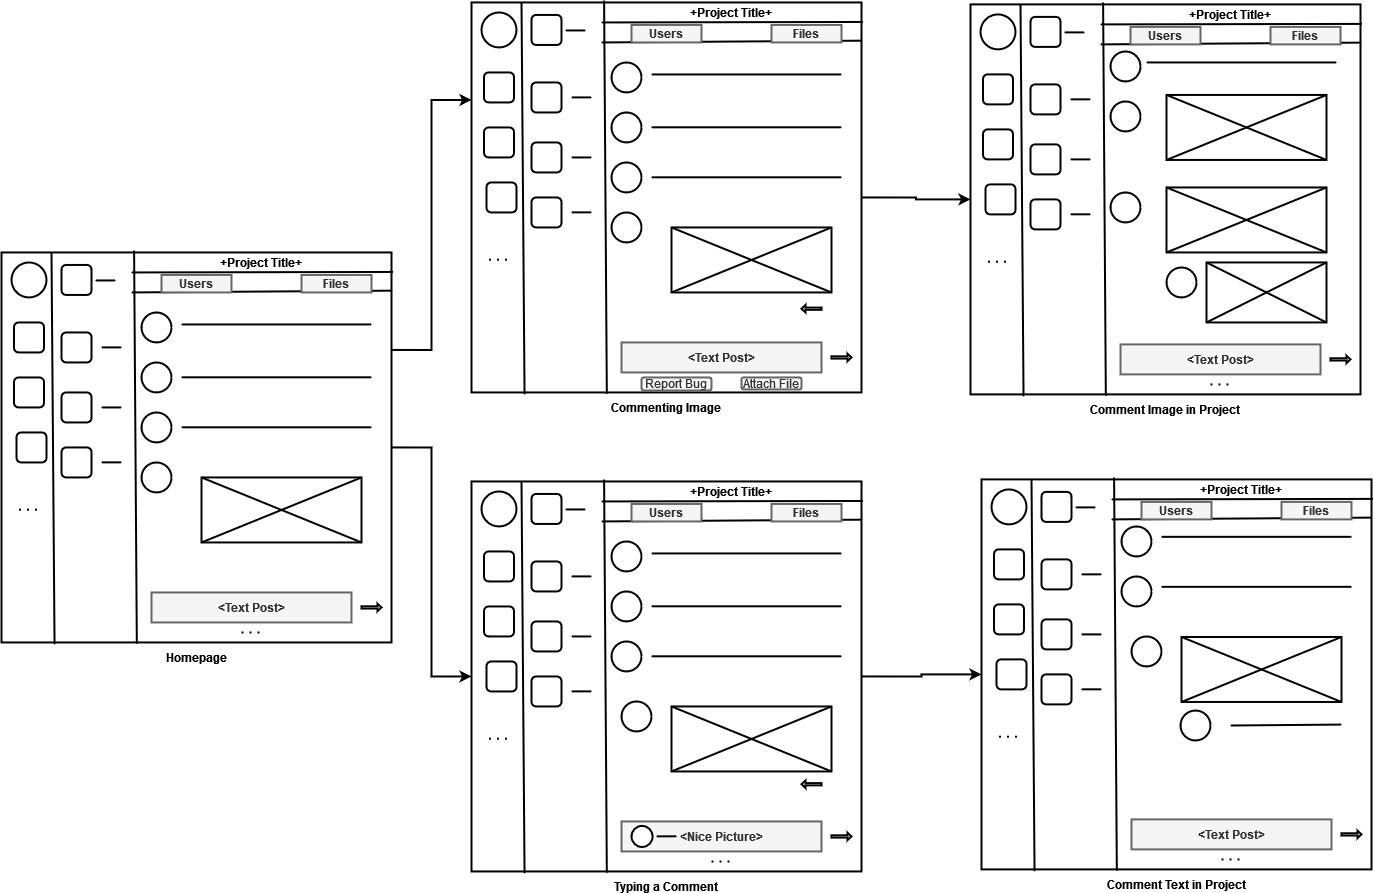 +Project Title+
Users Files
. . .
<Text Post>
. . .
Homepage
+Project Title+
Users Files
. . .
<Text Post>
Report Bug Attach File
Commenting Image
+Project Title+
Users Files
. . .
<Text Post>
. . .
Comment Image in Project
+Project Title+
Users Files
. . .
<Nice Picture>
. . .
Typing a Comment
+Project Title+
Users Files
. . .
<Text Post>
. . .
Comment Text in Project